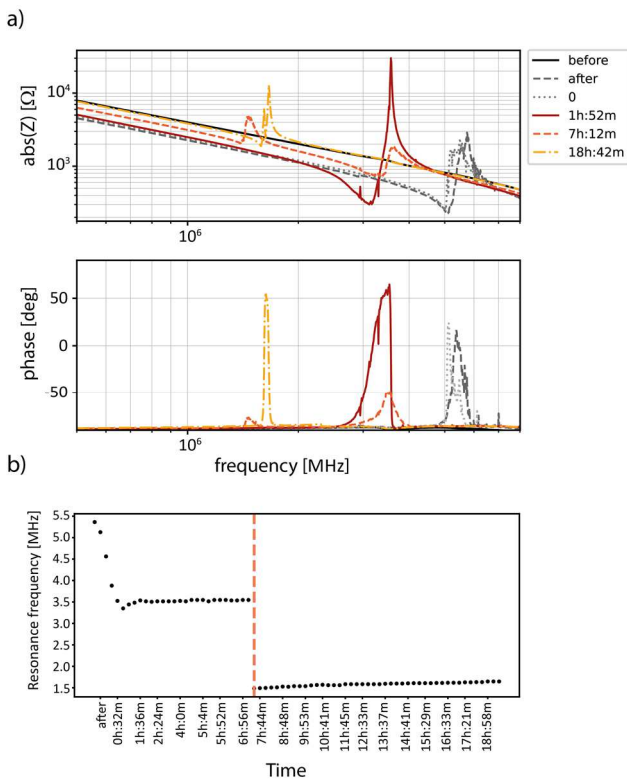 a)
abs(Z) [Ω]
10⁴
10³
10⁶
before
after
0
1h:52m
7h:12m
18h:42m
phase [deg]
50
0
-50
10⁶
frequency [MHz]
b)
Resonance frequency [MHz]
5.5
5.0
4.5
4.0
3.5
3.0
2.5
2.0
1.5
after
0h:32m
1h:36m
2h:24m
4h:0m
5h:4m
5h:52m
6h:56m
7h:44m
8h:48m
9h:53m
10h:41m
11h:45m
12h:33m
13h:37m
14h:41m
15h:29m
16h:33m
17h:21m
18h:58m
Time